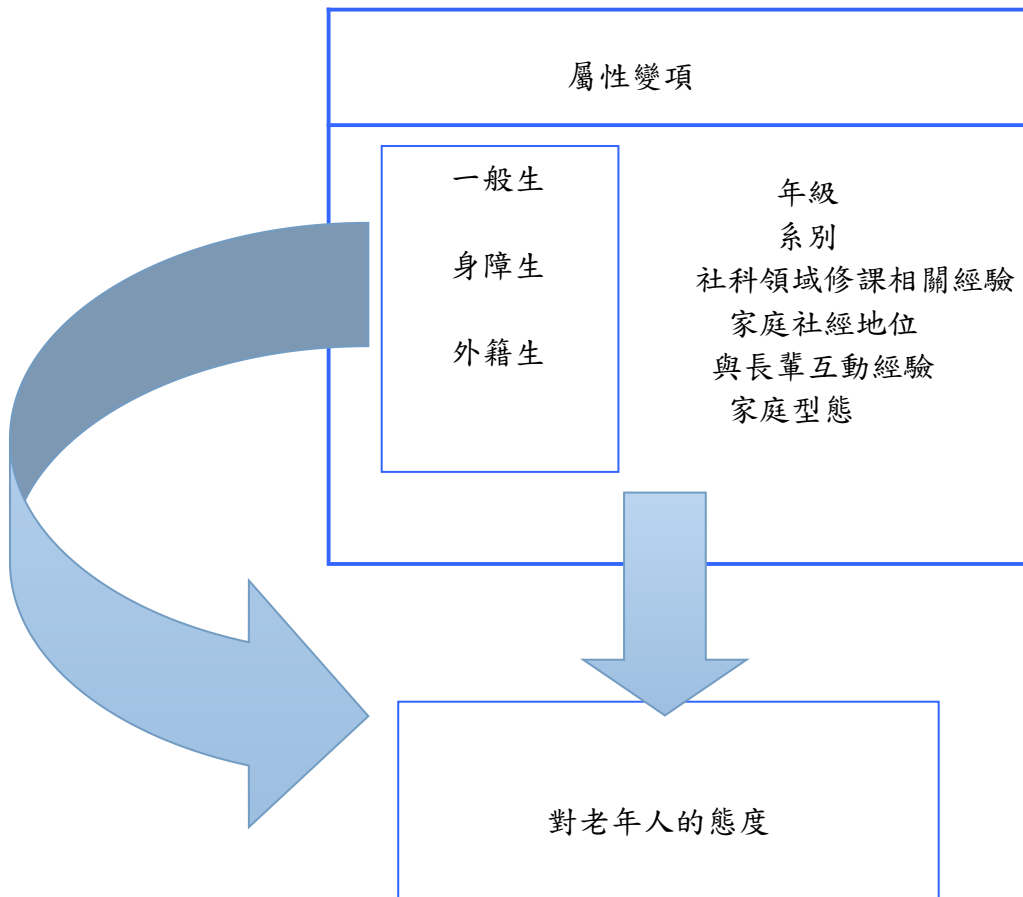 屬性變項
一般生
身障生
外籍生
年級
系別
社科領域修課相關經驗
家庭社經地位
與長輩互動經驗
家庭型態
對老年人的態度